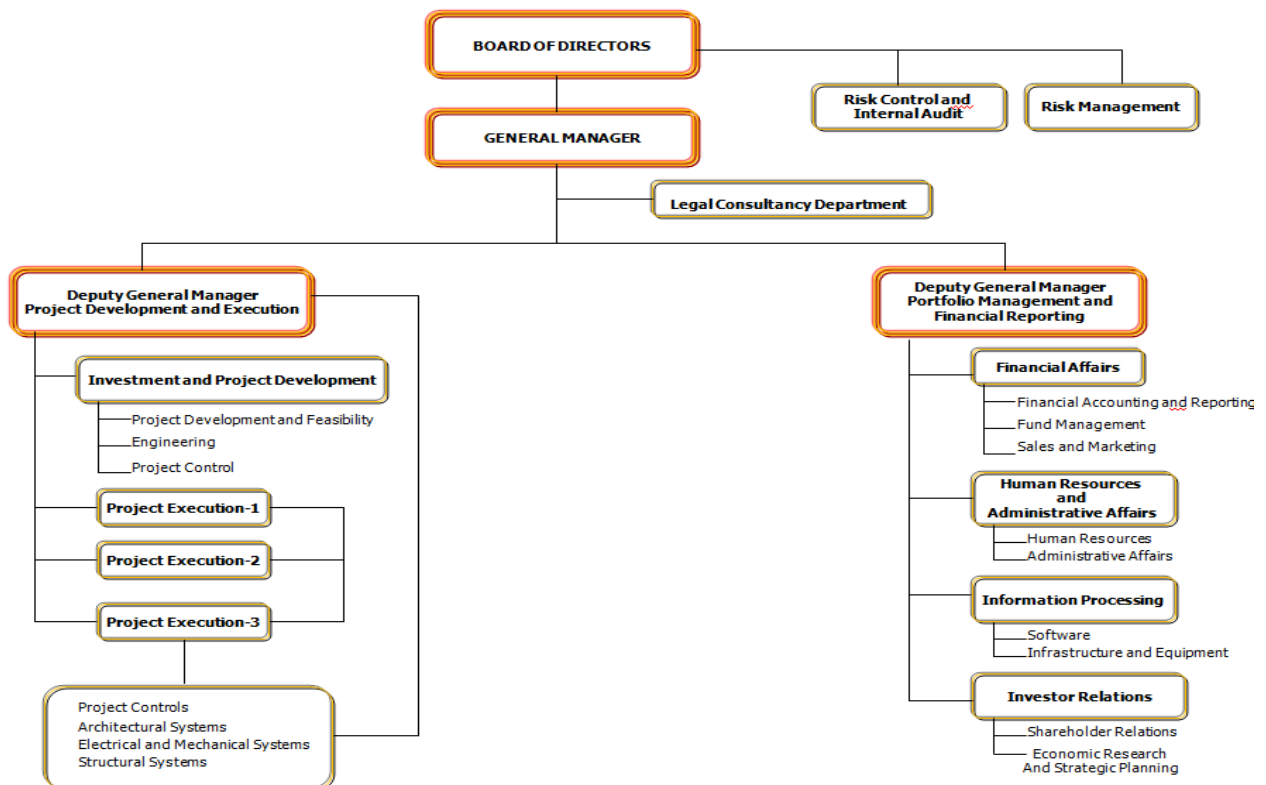 BOARD OF DIRECTORS
Risk Control and
Internal Audit
Risk Management
GENERAL MANAGER
Legal Consultancy Department
Deputy General Manager
Project Development and Execution
Investment and Project Development
Project Development and Feasibility
Engineering
Project Control
Project Execution-1
Project Execution-2
Project Execution-3
Project Controls
Architectural Systems
Electrical and Mechanical Systems
Structural Systems
Deputy General Manager
Portfolio Management and
Financial Reporting
Financial Affairs
Financial Accounting and Reporting
Fund Management
Sales and Marketing
Human Resources
and
Administrative Affairs
Human Resources
Administrative Affairs
Information Processing
Software
Infrastructure and Equipment
Investor Relations
Shareholder Relations
Economic Research
And Strategic Planning